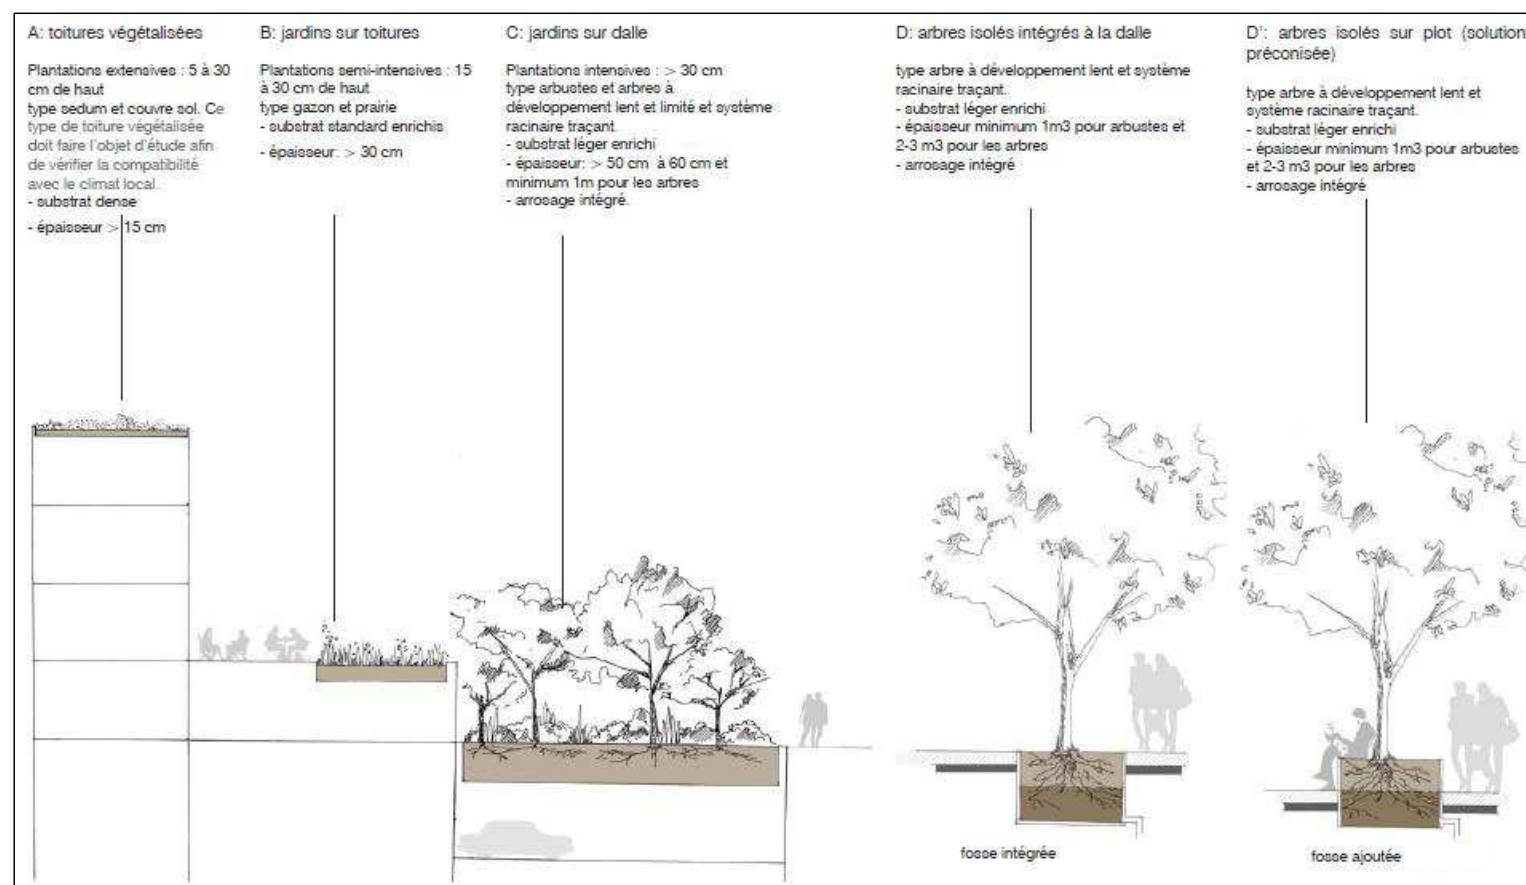 A: toitures végétalisées
Plantations extensives : 5 à 30
cm de haut
type sedum et couvre sol. Ce
type de toiture végétalisée
doit faire l'objet d'étude afin
de vérifier la compatibilité
avec le climat local.
- substrat dense
- épaisseur > 15 cm
B: jardins sur toitures
Plantations semi-intensives : 15
à 30 cm de haut
type gazon et prairie
- substrat standard enrichis
- épaisseur: > 30 cm
C: jardins sur dalle
Plantations intensives : > 30 cm
type arbustes et arbres à
développement lent et limité et système
racinaire traçant.
- substrat léger enrichi
- épaisseur: > 50 cm à 60 cm et
minimum 1m pour les arbres
- arrosage intégré.
D: arbres isolés intégrés à la dalle
type arbre à développement lent et système
racinaire traçant.
- substrat léger enrichi
- épaisseur minimum 1m3 pour arbustes et
2-3 m3 pour les arbres
- arrosage intégré
D': arbres isolés sur plot (solution
préconisée)
type arbre à développement lent et
système racinaire traçant.
- substrat léger enrichi
- épaisseur minimum 1m3 pour arbustes
et 2-3 m3 pour les arbres
- arrosage intégré
fosse intégrée
fosse ajoutée